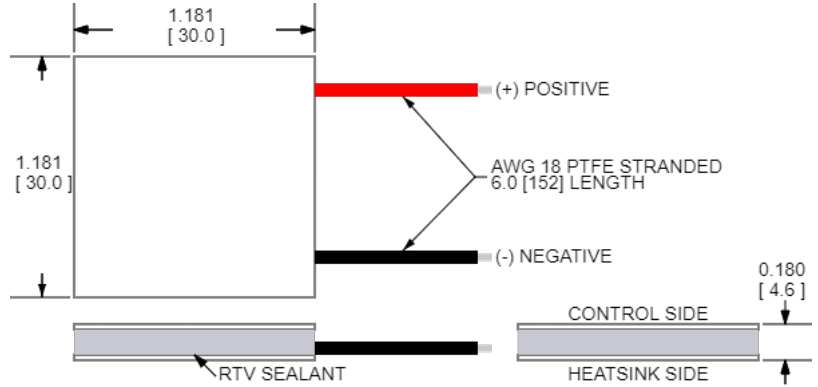 1.181
[ 30.0 ]
(+) POSITIVE
1.181
[ 30.0 ]
AWG 18 PTFE STRANDED
6.0 [152] LENGTH
(-) NEGATIVE
0.180
[ 4.6 ]
CONTROL SIDE
RTV SEALANT
HEATSINK SIDE